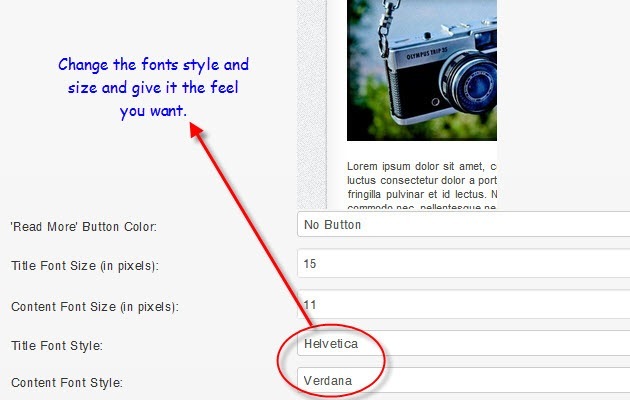 OLYMPUS TRIP 35
Change the fonts style and
size and give it the feel
you want.
Lorem ipsum dolor sit amet, c
luctus consectetur dolor a port
fringilla pulvinar et id lectus. N
commodo nec, pellentesque ne
'Read More' Button Color:
No Button
Title Font Size (in pixels):
15
Content Font Size (in pixels):
11
Title Font Style:
Helvetica
Content Font Style:
Verdana